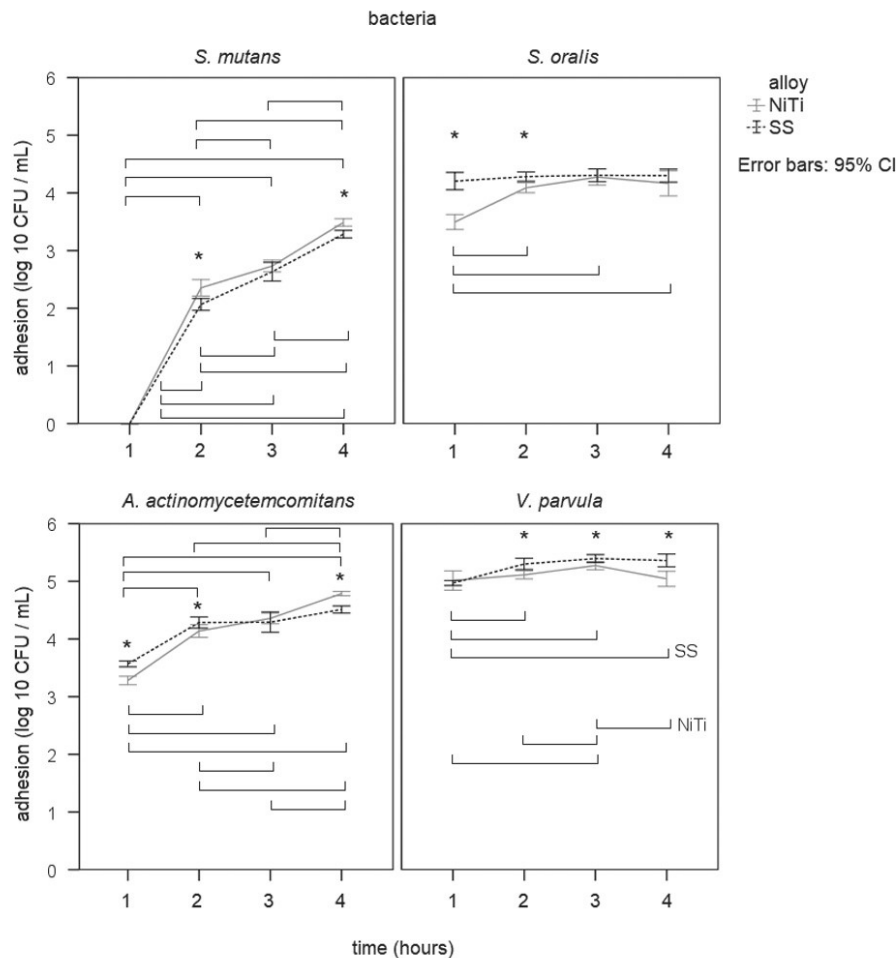 bacteria
S. mutans
S. oralis
alloy
NiTi
SS
Error bars: 95% CI
adhesion (log 10 CFU / mL)
6
5
4
3
2
1
0
*
*
*
*
1 2 3 4
1 2 3 4
A. actinomycetemcomitans
V. parvula
adhesion (log 10 CFU / mL)
6
5
4
3
2
1
0
*
*
*
*
*
*
SS
NiTi
1 2 3 4
1 2 3 4
time (hours)